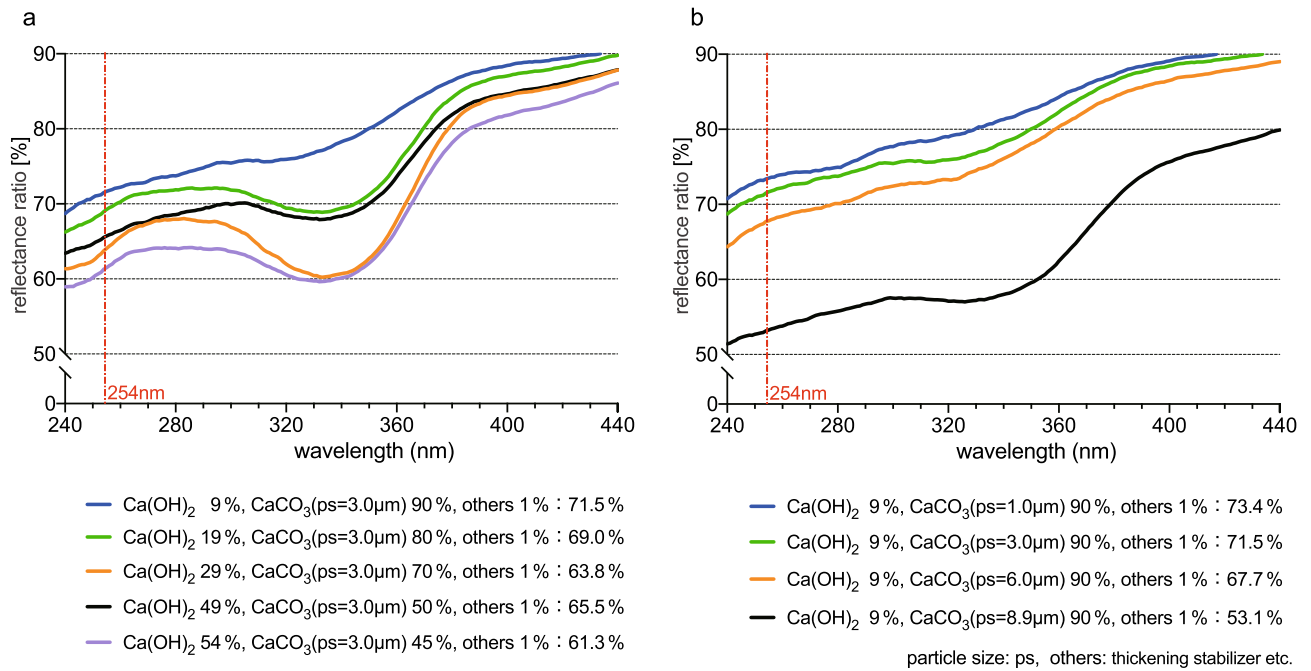 a
90
80
70
60
50
0
reflectance ratio [%]
254nm
240 280 320 360 400 440
wavelength (nm)
Ca(OH)2 9%, CaCO3(ps=3.0μm) 90%, others 1%：71.5%
Ca(OH)2 19%, CaCO3(ps=3.0μm) 80%, others 1%：69.0%
Ca(OH)2 29%, CaCO3(ps=3.0μm) 70%, others 1%：63.8%
Ca(OH)2 49%, CaCO3(ps=3.0μm) 50%, others 1%：65.5%
Ca(OH)2 54%, CaCO3(ps=3.0μm) 45%, others 1%：61.3%
b
90
80
70
60
50
0
reflectance ratio [%]
254nm
240 280 320 360 400 440
wavelength (nm)
Ca(OH)2 9%, CaCO3(ps=1.0μm) 90%, others 1%：73.4%
Ca(OH)2 9%, CaCO3(ps=3.0μm) 90%, others 1%：71.5%
Ca(OH)2 9%, CaCO3(ps=6.0μm) 90%, others 1%：67.7%
Ca(OH)2 9%, CaCO3(ps=8.9μm) 90%, others 1%：53.1%
particle size: ps, others: thickening stabilizer etc.